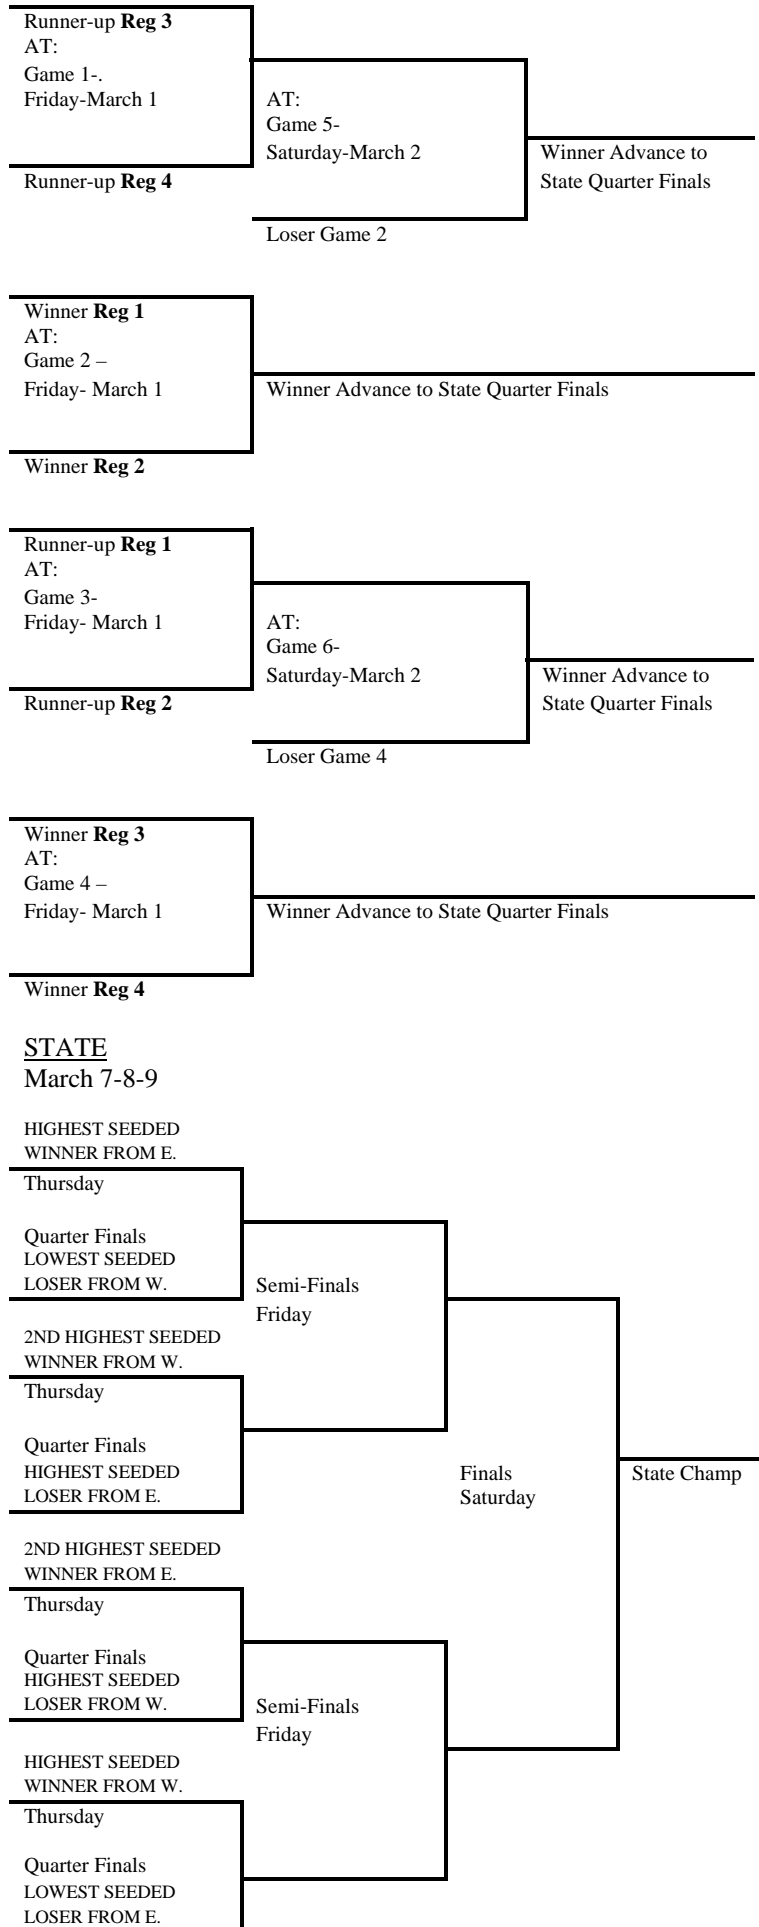 Runner-up Reg 3
AT:
Game 1-.
Friday-March 1
AT:
Game 5-
Saturday-March 2
Winner Advance to
State Quarter Finals
Runner-up Reg 4
Loser Game 2
Winner Reg 1
AT:
Game 2 –
Friday- March 1
Winner Advance to State Quarter Finals
Winner Reg 2
Runner-up Reg 1
AT:
Game 3-
Friday- March 1
AT:
Game 6-
Saturday-March 2
Winner Advance to
State Quarter Finals
Runner-up Reg 2
Loser Game 4
Winner Reg 3
AT:
Game 4 –
Friday- March 1
Winner Advance to State Quarter Finals
Winner Reg 4
STATE
March 7-8-9
HIGHEST SEEDED
WINNER FROM E.
Thursday
Quarter Finals
LOWEST SEEDED
LOSER FROM W.
Semi-Finals
Friday
2ND HIGHEST SEEDED
WINNER FROM W.
Thursday
Quarter Finals
HIGHEST SEEDED
LOSER FROM E.
Finals
Saturday
State Champ
2ND HIGHEST SEEDED
WINNER FROM E.
Thursday
Quarter Finals
HIGHEST SEEDED
LOSER FROM W.
Semi-Finals
Friday
HIGHEST SEEDED
WINNER FROM W.
Thursday
Quarter Finals
LOWEST SEEDED
LOSER FROM E.